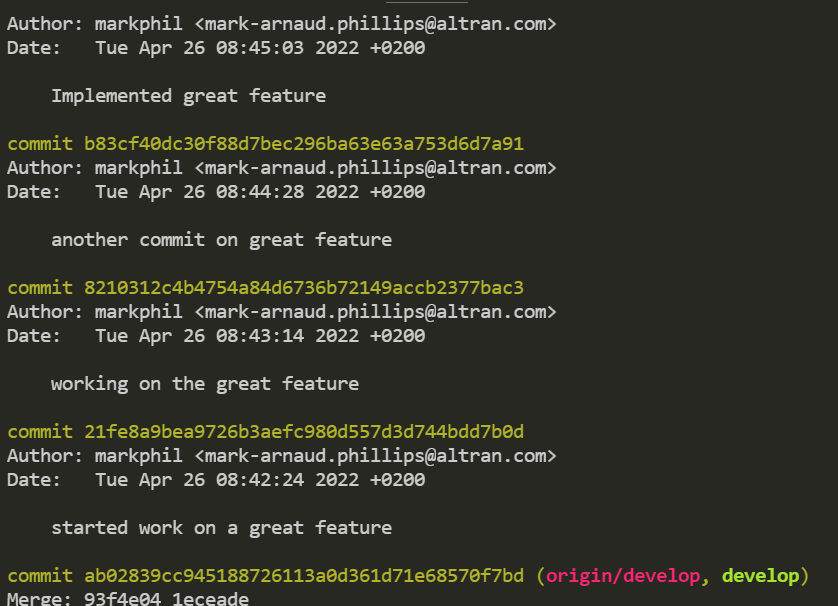 Author: markphil <mark-arnaud.phillips@altran.com>
Date:   Tue Apr 26 08:45:03 2022 +0200
Implemented great feature
commit b83cf40dc30f88d7bec296ba63e63a753d6d7a91
Author: markphil <mark-arnaud.phillips@altran.com>
Date:   Tue Apr 26 08:44:28 2022 +0200
another commit on great feature
commit 8210312c4b4754a84d6736b72149accb2377bac3
Author: markphil <mark-arnaud.phillips@altran.com>
Date:   Tue Apr 26 08:43:14 2022 +0200
working on the great feature
commit 21fe8a9bea9726b3aefc980d557d3d744bdd7b0d
Author: markphil <mark-arnaud.phillips@altran.com>
Date:   Tue Apr 26 08:42:24 2022 +0200
started work on a great feature
commit ab02839cc945188726113a0d361d71e68570f7bd (origin/develop, develop)
Merge: 93f4e04 1eceade